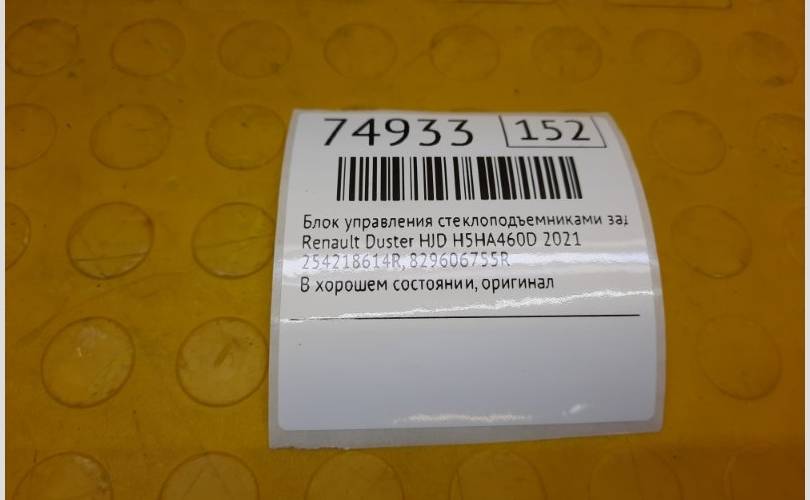 74933 152
Блок управления стеклоподъемниками зад
Renault Duster HJD H5HA460D 2021
254218614R, 829606755R
В хорошем состоянии, оригинал